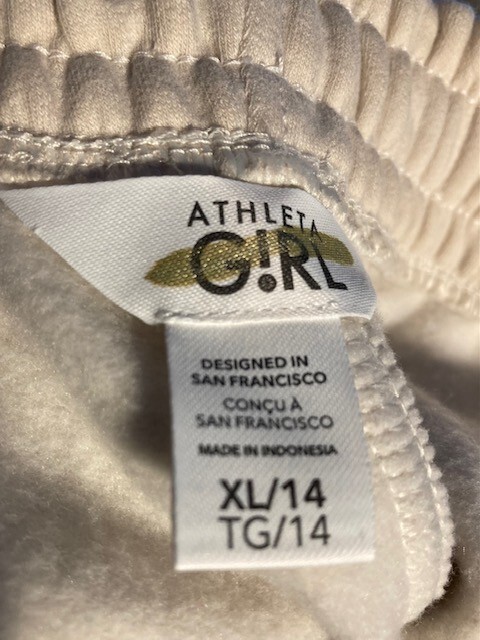 ATHLETA
G!RL
DESIGNED IN
SAN FRANCISCO
CONÇU À
SAN FRANCISCO
MADE IN INDONESIA
XL/14
TG/14